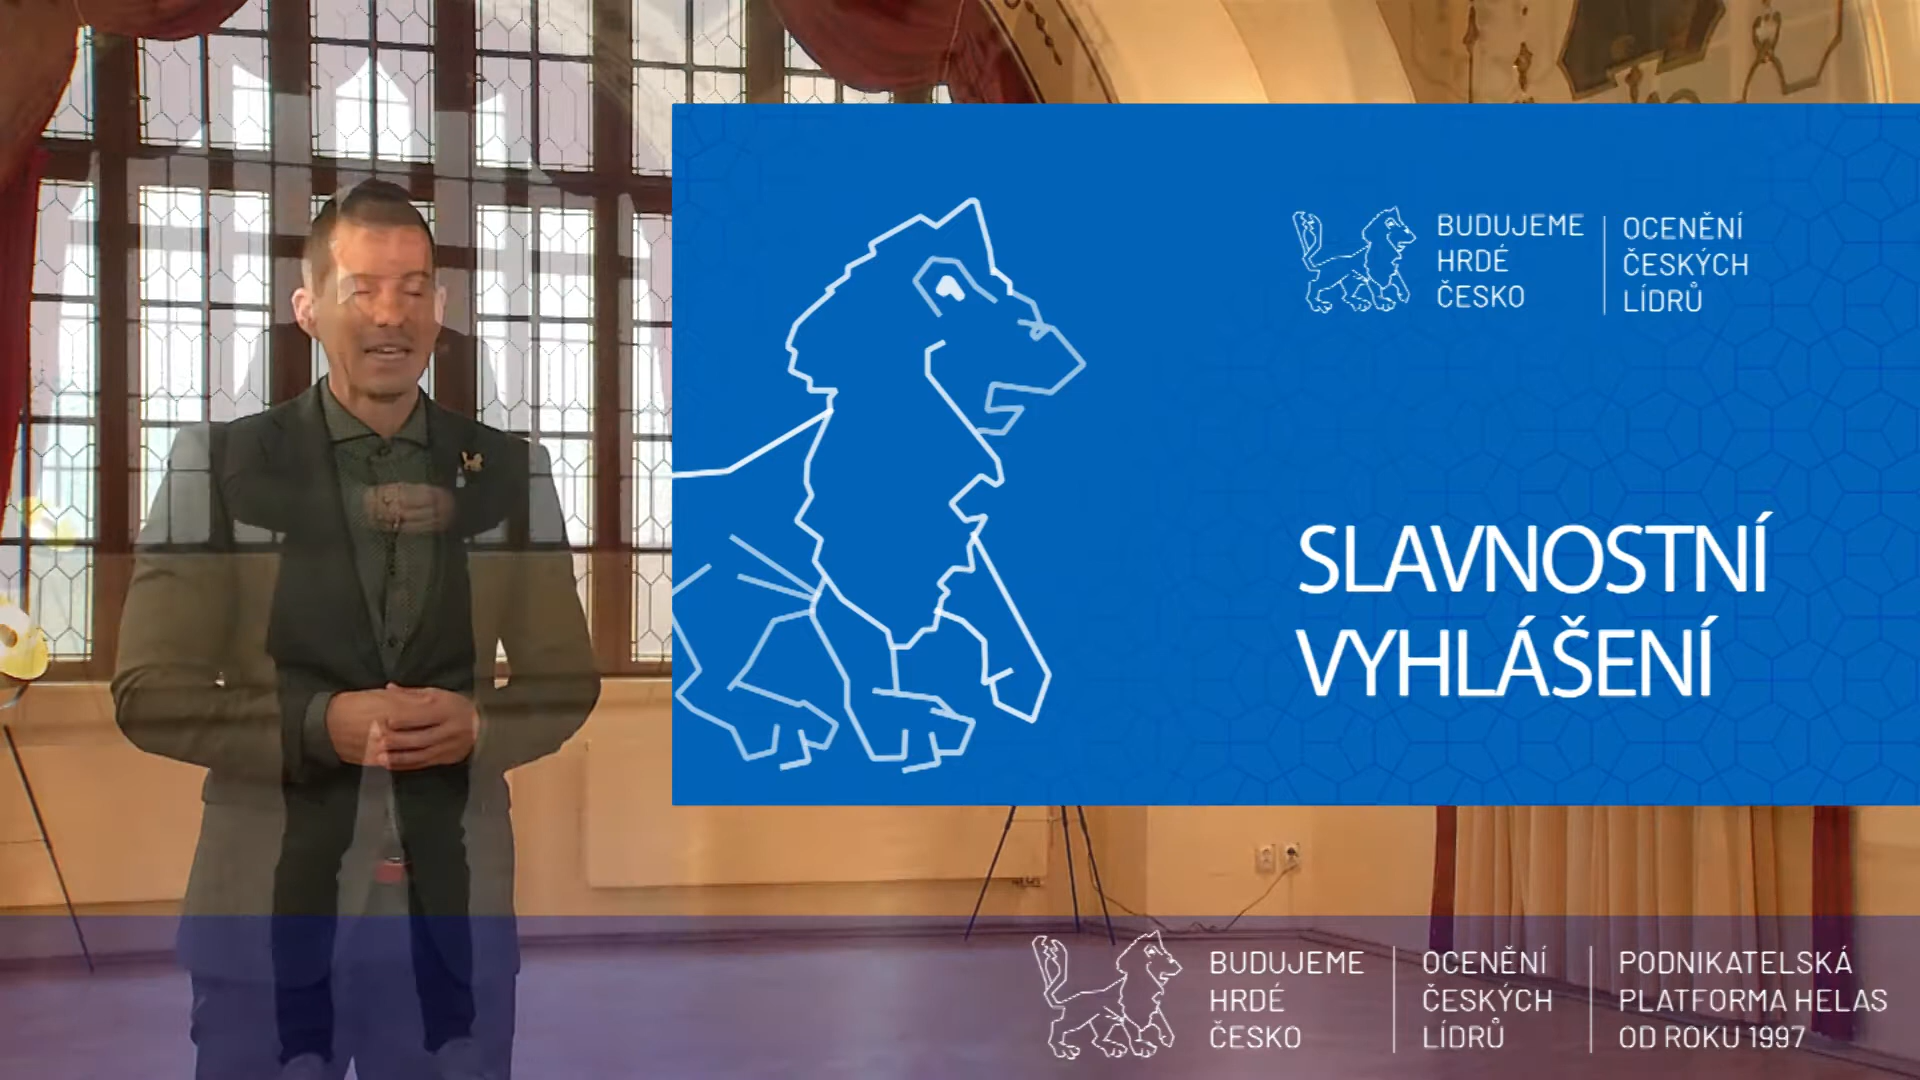 BUDUJEME
HRDÉ
ČESKO
OCENĚNÍ
ČESKÝCH
LÍDRŮ
SLAVNOSTNÍ
VYHLÁŠENÍ
BUDUJEME
HRDÉ
ČESKO
OCENĚNÍ
ČESKÝCH
LÍDRŮ
PODNIKATELSKÁ
PLATFORMA HELAS
OD ROKU 1997